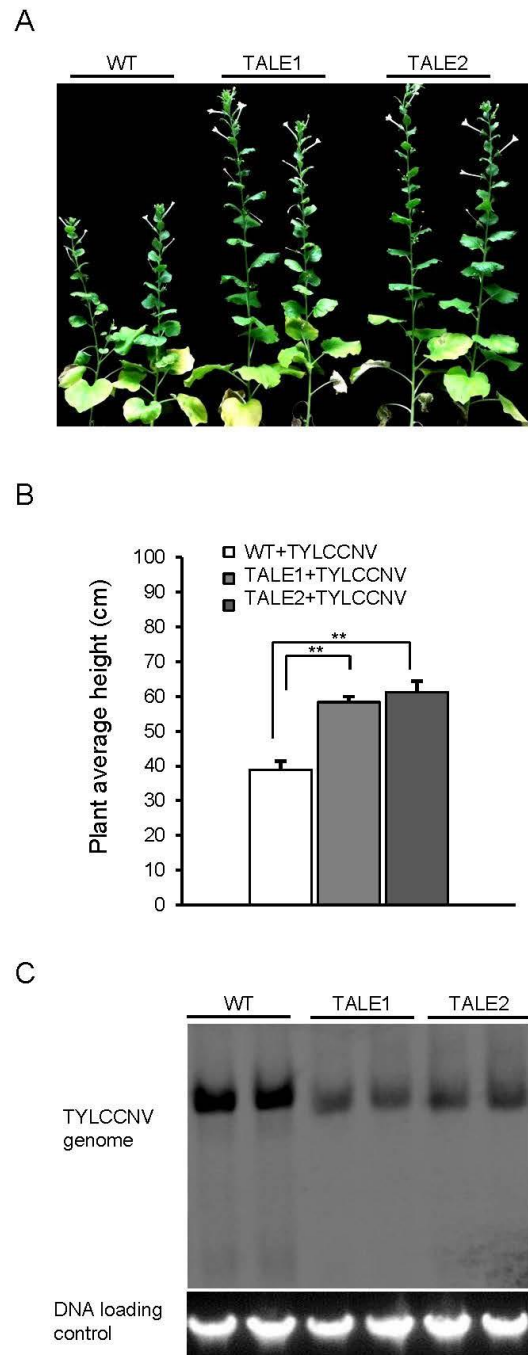 A
WT TALE1 TALE2
B
100
90
80
70
60
50
40
30
20
10
0
Plant average height (cm)
WT+TYLCCNV
TALE1+TYLCCNV
TALE2+TYLCCNV
**
**
C
WT TALE1 TALE2
TYLCCNV
genome
DNA loading
control